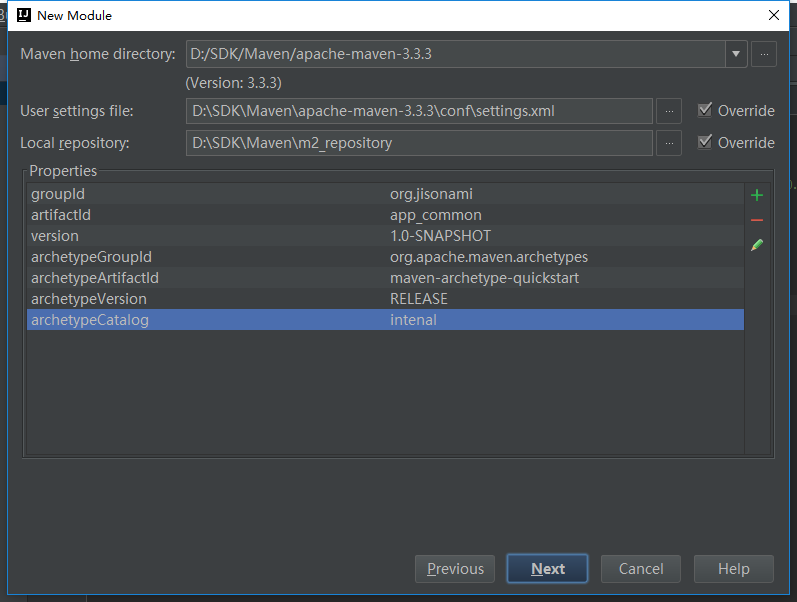 New Module
Maven home directory: D:/SDK/Maven/apache-maven-3.3.3 ...
(Version: 3.3.3)
User settings file: D:\SDK\Maven\apache-maven-3.3.3\conf\settings.xml ... Override
Local repository: D:\SDK\Maven\m2_repository ... Override
Properties
groupId org.jisonami
artifactId app_common
version 1.0-SNAPSHOT
archetypeGroupId org.apache.maven.archetypes
archetypeArtifactId maven-archetype-quickstart
archetypeVersion RELEASE
archetypeCatalog intenal
Previous Next Cancel Help